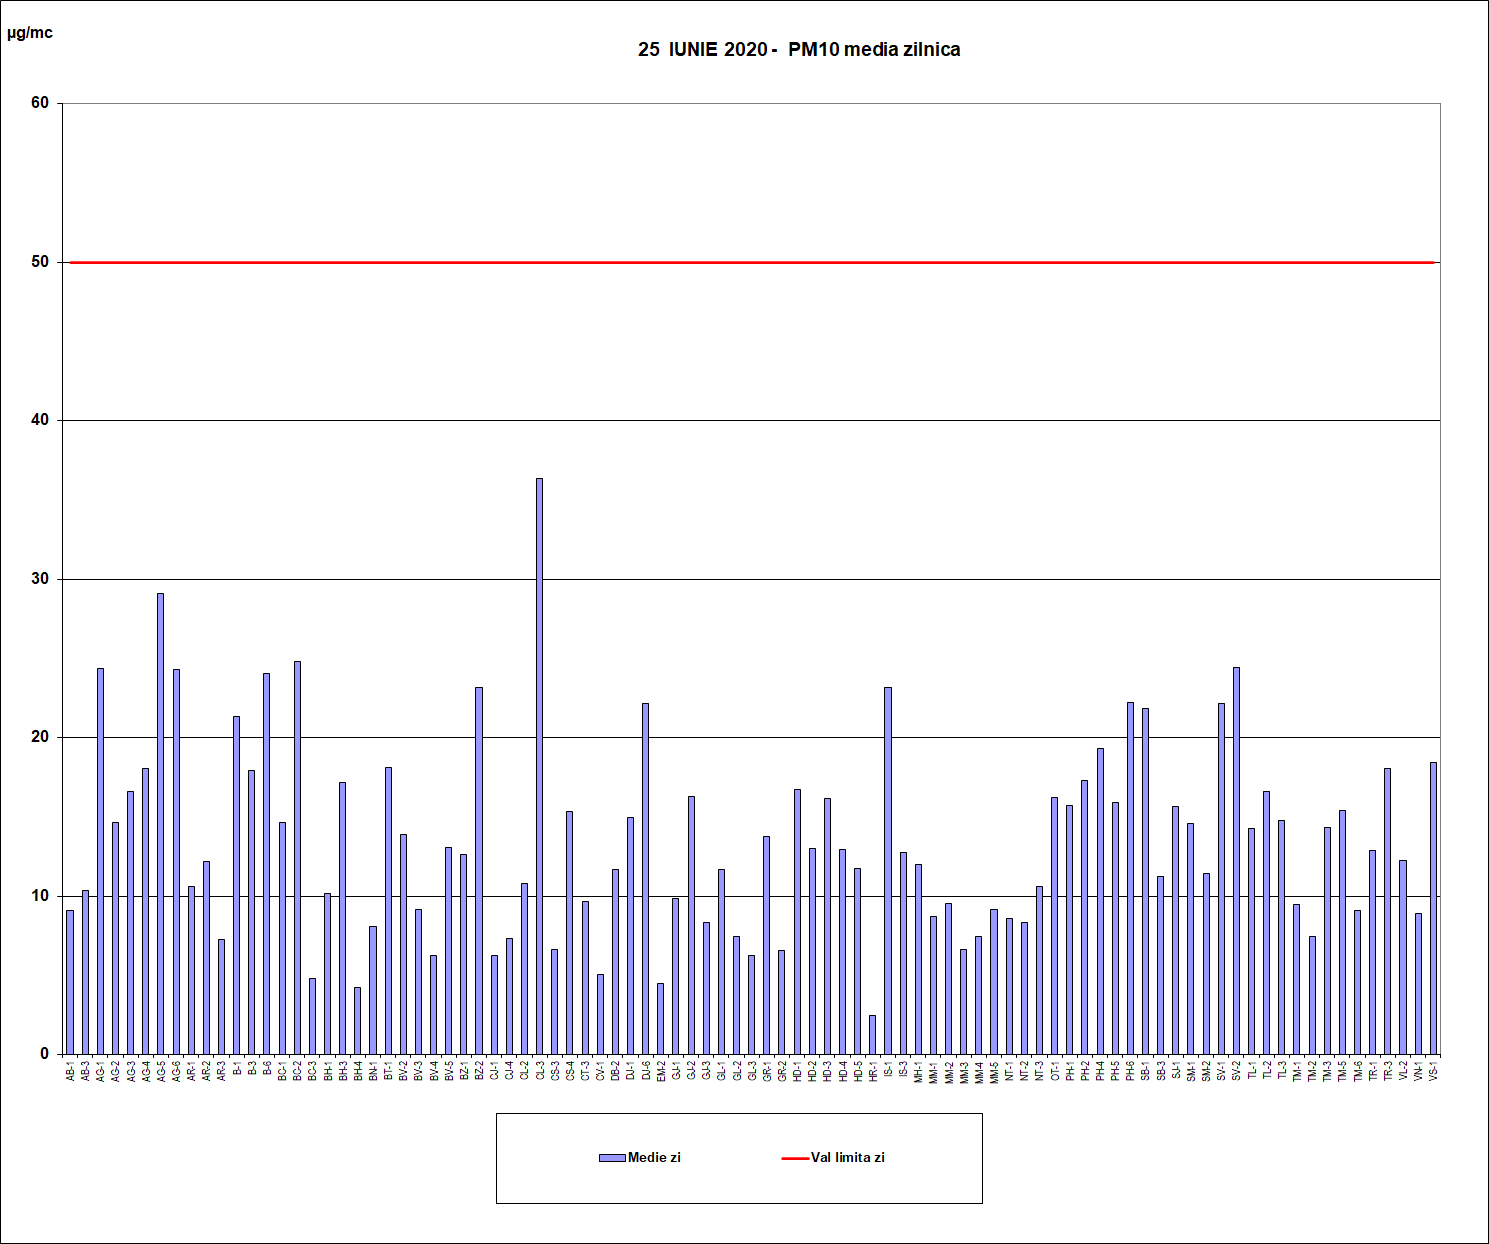 µg/mc
25 IUNIE 2020 - PM10 media zilnica
60
50
40
30
20
10
0
AB-1 AB-3 AG-1 AG-2 AG-3 AG-4 AG-5 AG-6 AR-1 AR-2 AR-3 B-1 B-3 B-6 BC-1 BC-2 BC-3 BH-1 BH-3 BH-4 BN-1 BT-1 BV-2 BV-3 BV-4 BV-5 BZ-1 BZ-2 CJ-1 CJ-4 CL-2 CL-3 CS-3 CS-4 CT-3 CV-1 DB-2 DJ-1 DJ-6 EM-2 GJ-1 GJ-2 GJ-3 GL-1 GL-2 GL-3 GR-1 GR-2 HD-1 HD-2 HD-3 HD-4 HD-5 HR-1 IS-1 IS-3 MH-1 MM-1 MM-2 MM-3 MM-4 MM-5 NT-1 NT-2 NT-3 OT-1 PH-1 PH-2 PH-4 PH-5 PH-6 SB-1 SB-3 SJ-1 SM-1 SM-2 SV-1 SV-2 TL-1 TL-2 TL-3 TM-1 TM-2 TM-3 TM-5 TM-6 TR-1 TR-3 VL-2 VN-1 VS-1
Medie zi Val limita zi